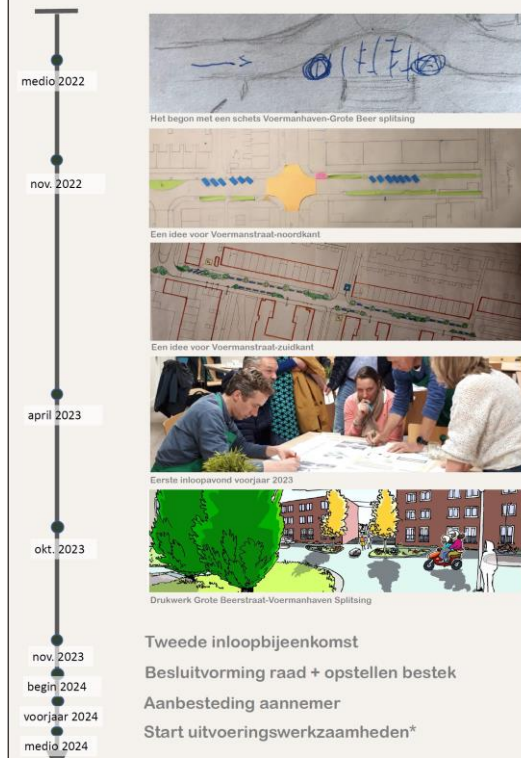 medio 2022
Het begon met een schets Voermanhaven-Grote Beer splitsing
nov. 2022
Een idee voor Voermanstraat-noordkant
Een idee voor Voermanstraat-zuidkant
april 2023
Eerste inloopavond voorjaar 2023
okt. 2023
Drukwerk Grote Beerstraat-Voermanhaven Splitsing
nov. 2023
Tweede inloopbijeenkomst
begin 2024
Besluitvorming raad + opstellen bestek
voorjaar 2024
Aanbesteding aannemer
medio 2024
Start uitvoeringswerkzaamheden*